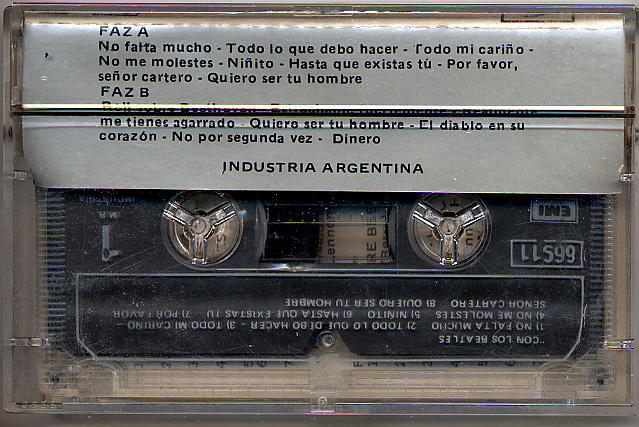 FAZ A
No falta mucho - Todo lo que debo hacer - Todo mi cariño -
No me molestes - Niñito - Hasta que existas tú - Por favor,
señor cartero - Quiero ser tu hombre
FAZ B
me tienes agarrado - Quiero ser tu hombre - El diablo en su
corazón - No por segunda vez - Dinero
INDUSTRIA ARGENTINA
EMI
66511
INDUSTRIA
1
"CON LOS BEATLES
1) NO FALTA MUCHO 2) TODO LO QUE DEBO HACER - 3) TODO MI CARIÑO -
4) NO ME MOLESTES 5) NIÑITO 6) HASTA QUE EXISTAS TU 7) POR FAVOR
SEÑOR CARTERO 8) QUIERO SER TU HOMBRE